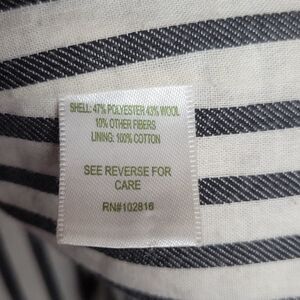 SHELL: 47% POLYESTER 43% WOOL
10% OTHER FIBERS
LINING: 100% COTTON
SEE REVERSE FOR
CARE
RN#102816